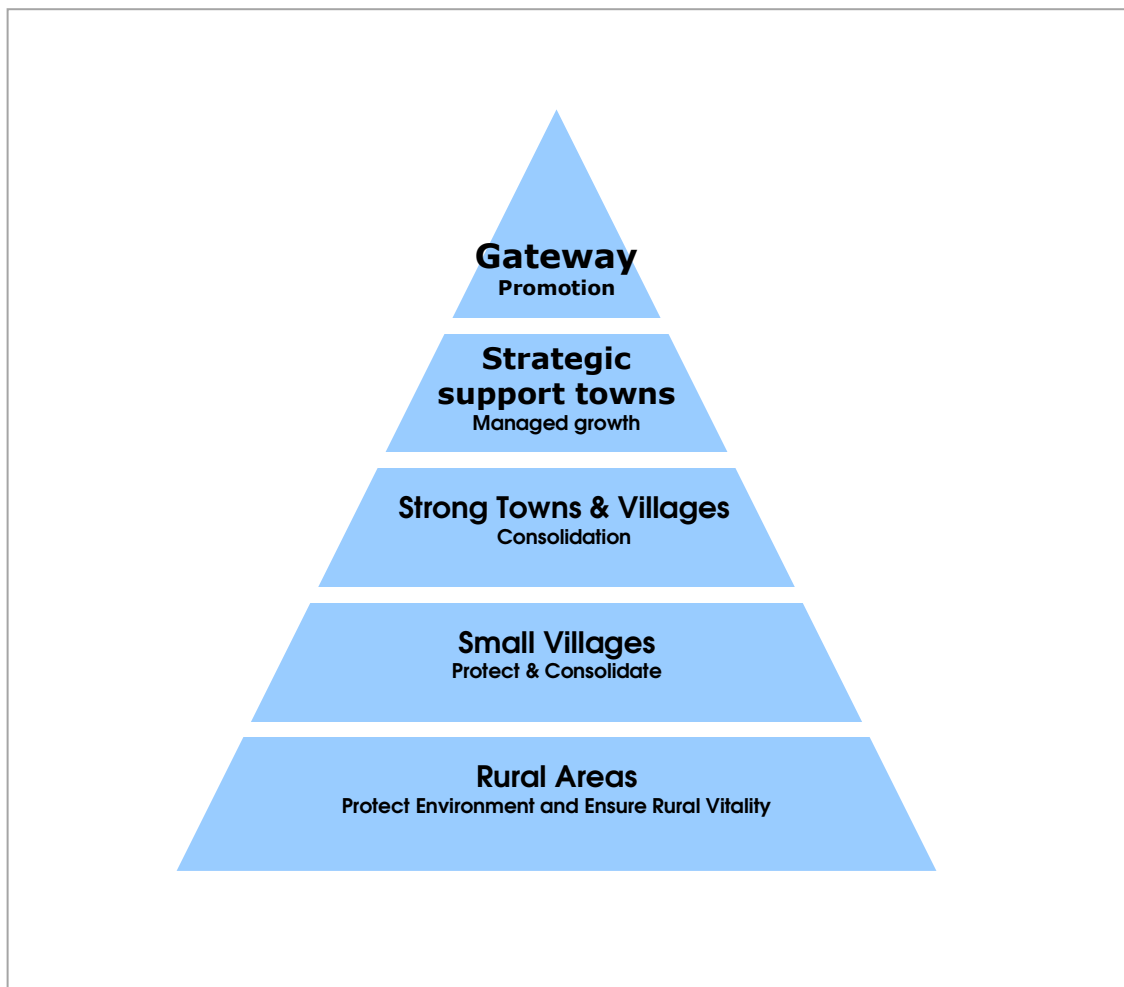 Gateway
Promotion
Strategic
support towns
Managed growth
Strong Towns & Villages
Consolidation
Small Villages
Protect & Consolidate
Rural Areas
Protect Environment and Ensure Rural Vitality